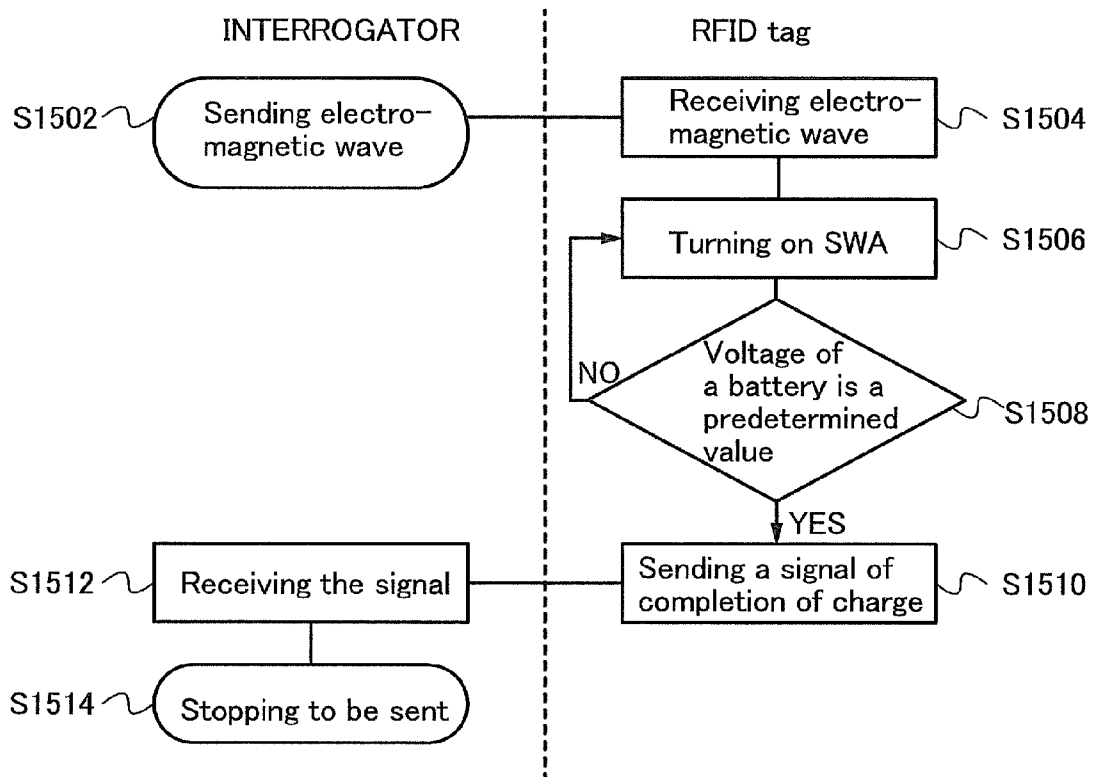 INTERROGATOR
RFID tag
S1502
Sending electro-
magnetic wave
Receiving electro-
magnetic wave
S1504
Turning on SWA
S1506
NO
Voltage of
a battery is a
predetermined
value
S1508
YES
S1512
Receiving the signal
Sending a signal of
completion of charge
S1510
S1514
Stopping to be sent